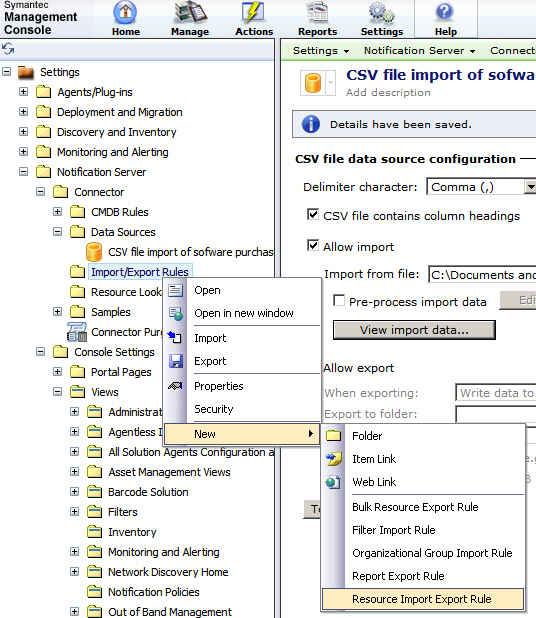 Symantec
Management
Console
Home
Manage
Actions
Reports
Settings
Help
Settings
Agents/Plug-ins
Deployment and Migration
Discovery and Inventory
Monitoring and Alerting
Notification Server
Connector
CMDB Rules
Data Sources
CSV file import of sofware purchas
Import/Export Rules
Resource Looka
Samples
Connector Purg
Console Settings
Portal Pages
Views
Administrat
Agentless I
All Solution Agents Configuration a
Asset Management Views
Barcode Solution
Filters
Inventory
Monitoring and Alerting
Network Discovery Home
Notification Policies
Out of Band Management
Settings Notification Server Connecto
CSV file import of sofwa
Add description
Details have been saved.
CSV file data source configuration
Delimiter character: Comma (,)
CSV file contains column headings
Allow import
Import from file: C:\Documents and
Pre-process import data Edi
View import data...
Allow export
When exporting: Write data to
Export to folder:
Open
Open in new window
Import
Export
Properties
Security
New
Folder
Item Link
Web Link
Bulk Resource Export Rule
Filter Import Rule
Organizational Group Import Rule
Report Export Rule
Resource Import Export Rule